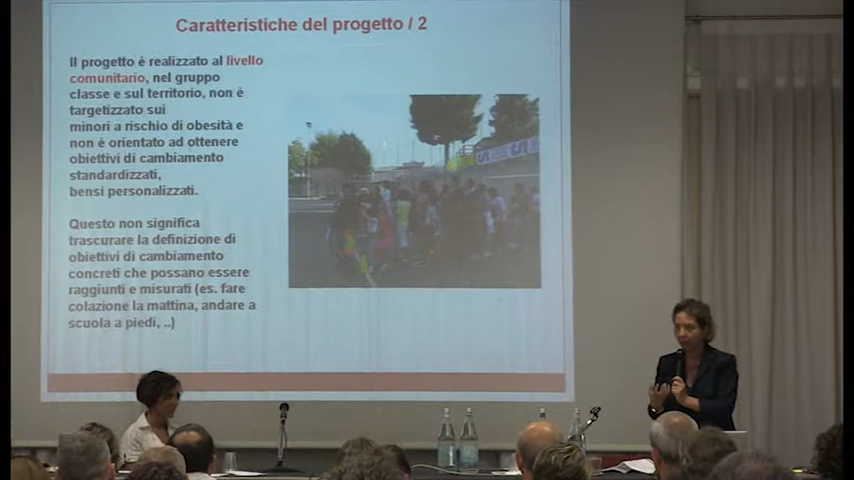 Caratteristiche del progetto / 2
Il progetto è realizzato al livello
comunitario, nel gruppo
classe e sul territorio, non è
targetizzato sui
minori a rischio di obesità e
non è orientato ad ottenere
obiettivi di cambiamento
standardizzati,
bensì personalizzati.
Questo non significa
trascurare la definizione di
obiettivi di cambiamento
concreti che possano essere
raggiunti e misurati (es. fare
colazione la mattina, andare a
scuola a piedi, ..)